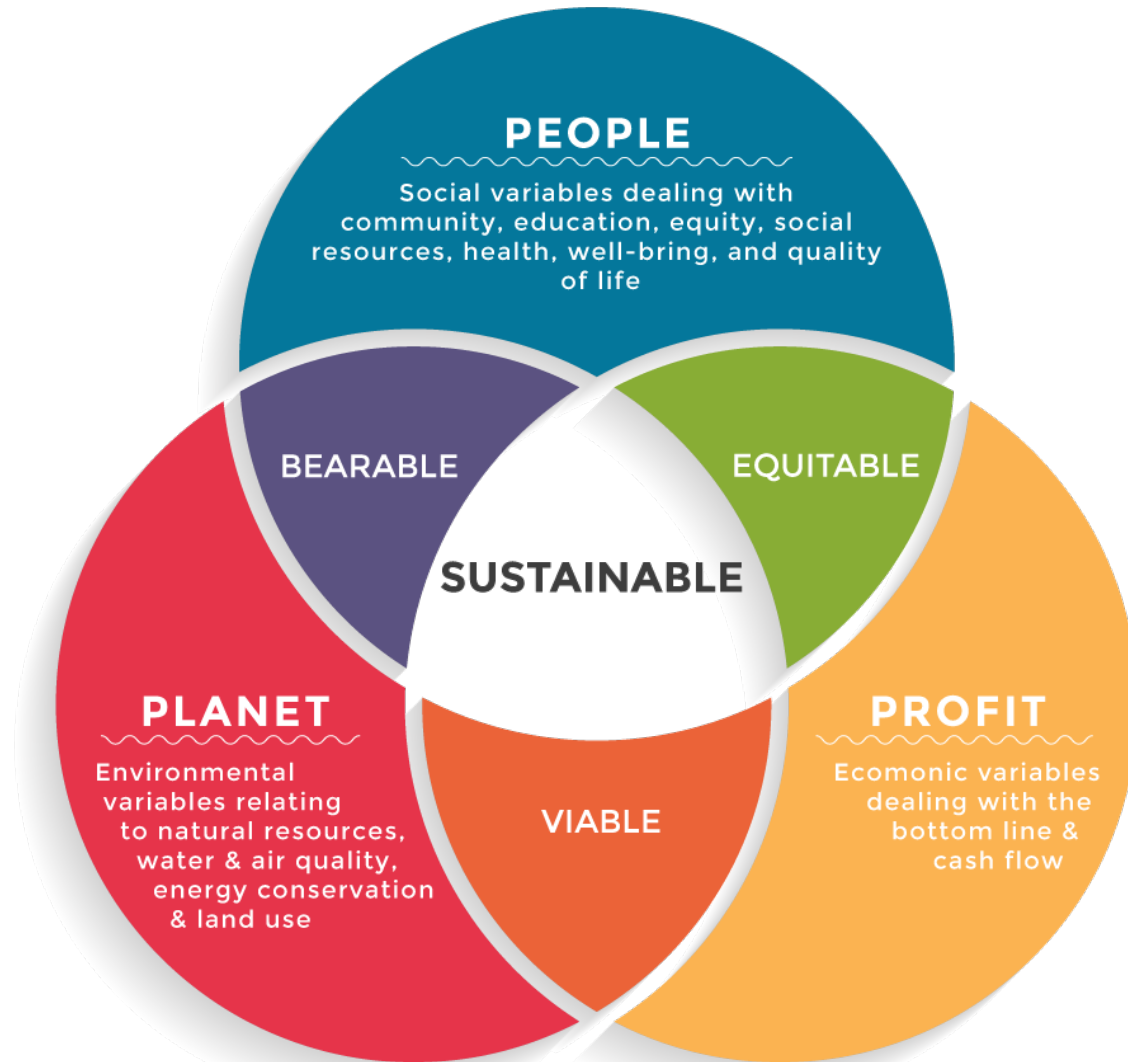 PEOPLE
Social variables dealing with
community, education, equity, social
resources, health, well-bring, and quality
of life
BEARABLE
EQUITABLE
SUSTAINABLE
PLANET
Environmental
variables relating
to natural resources,
water & air quality,
energy conservation
& land use
VIABLE
PROFIT
Ecomonic variables
dealing with the
bottom line &
cash flow